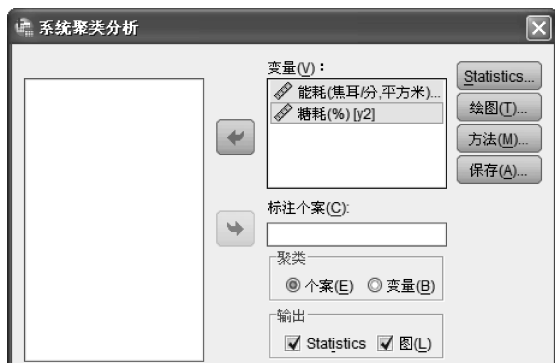 系统聚类分析
变量(V)：
能耗(焦耳/分,平方米)...
糖耗(%) [y2]
Statistics...
绘图(T)...
方法(M)...
保存(A)...
标注个案(C):
聚类
个案(E) 变量(B)
输出
Statistics 图(L)